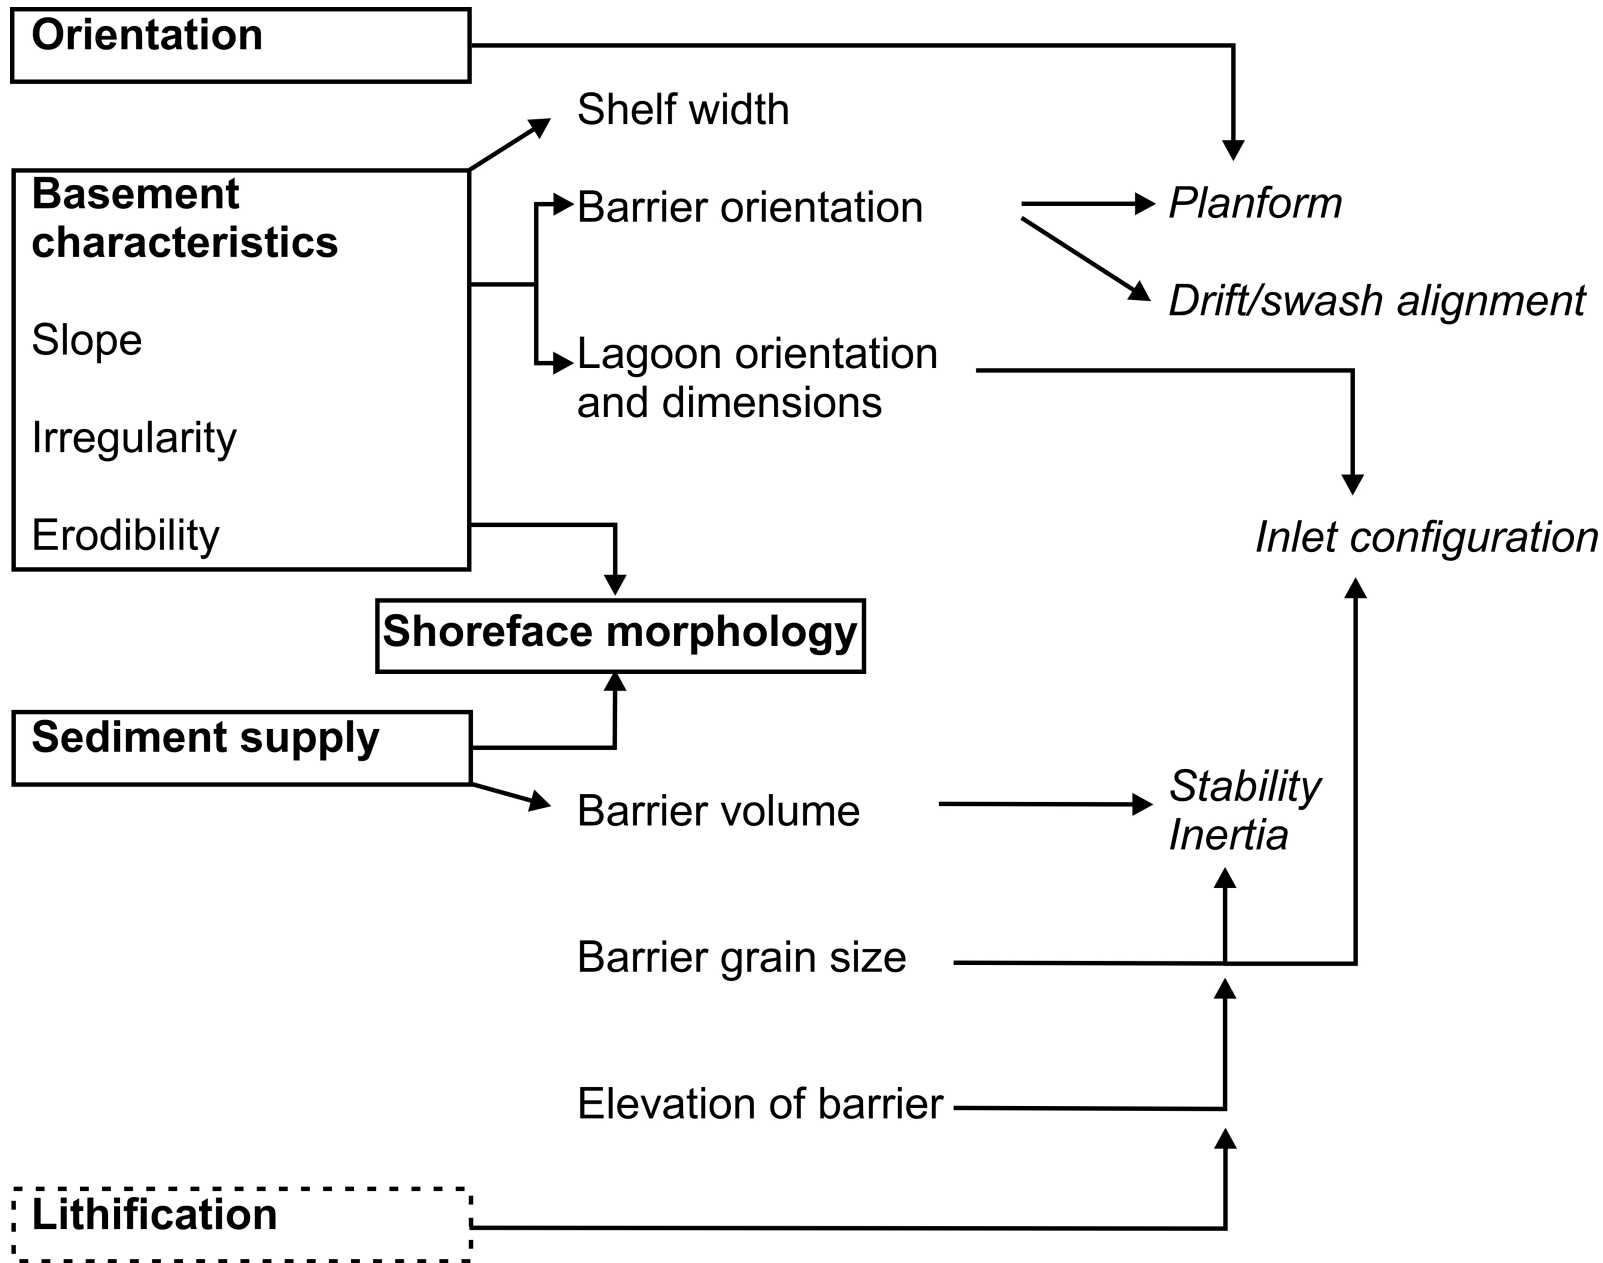 Orientation
Shelf width
Basement
characteristics
Slope
Irregularity
Erodibility
Barrier orientation
Planform
Drift/swash alignment
Lagoon orientation
and dimensions
Inlet configuration
Shoreface morphology
Sediment supply
Barrier volume
Stability
Inertia
Barrier grain size
Elevation of barrier
Lithification